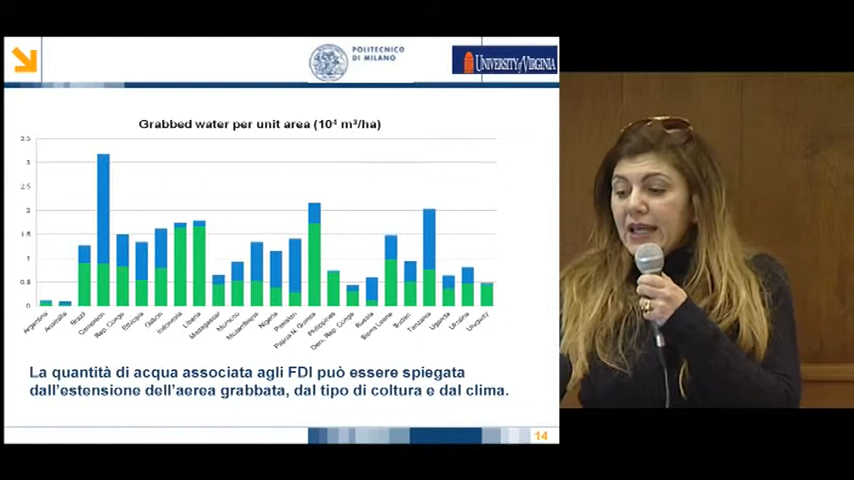 POLITECNICO
DI MILANO
UNIVERSITY of VIRGINIA
Grabbed water per unit area (10⁴ m³/ha)
3.5
3
2.5
2
1.5
1
0.5
0
Argentina
Australia
Brazil
Cameroon
Rep. Congo
Ethiopia
Gabon
Indonesia
Liberia
Madagascar
Morocco
Mozambique
Nigeria
Pakistan
Papua N. Guinea
Philippines
Dem. Rep. Congo
Russia
Sierra Leone
Sudan
Tanzania
Uganda
Ukraine
Uruguay
La quantità di acqua associata agli FDI può essere spiegata
dall'estensione dell'aerea grabbata, dal tipo di coltura e dal clima.
14